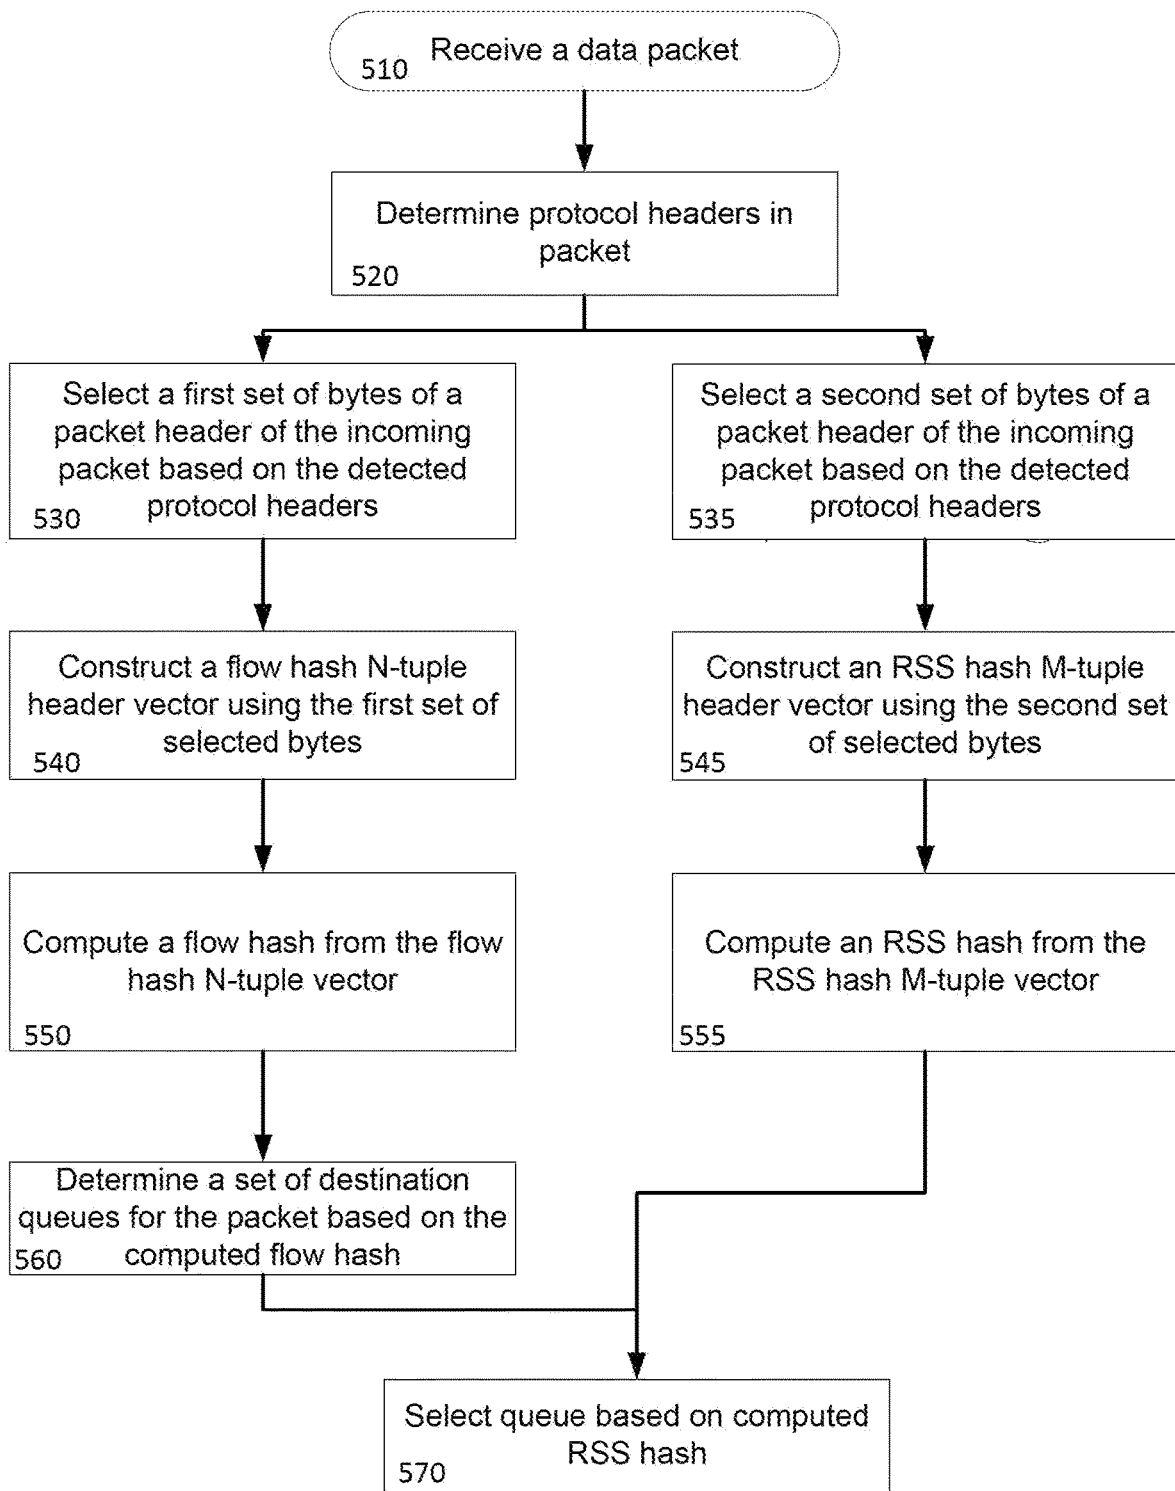 Receive a data packet
510
Determine protocol headers in
packet
520
Select a first set of bytes of a
packet header of the incoming
packet based on the detected
protocol headers
530
Select a second set of bytes of a
packet header of the incoming
packet based on the detected
protocol headers
535
Construct a flow hash N-tuple
header vector using the first set of
selected bytes
540
Construct an RSS hash M-tuple
header vector using the second set
of selected bytes
545
Compute a flow hash from the flow
hash N-tuple vector
550
Compute an RSS hash from the
RSS hash M-tuple vector
555
Determine a set of destination
queues for the packet based on the
computed flow hash
560
Select queue based on computed
RSS hash
570